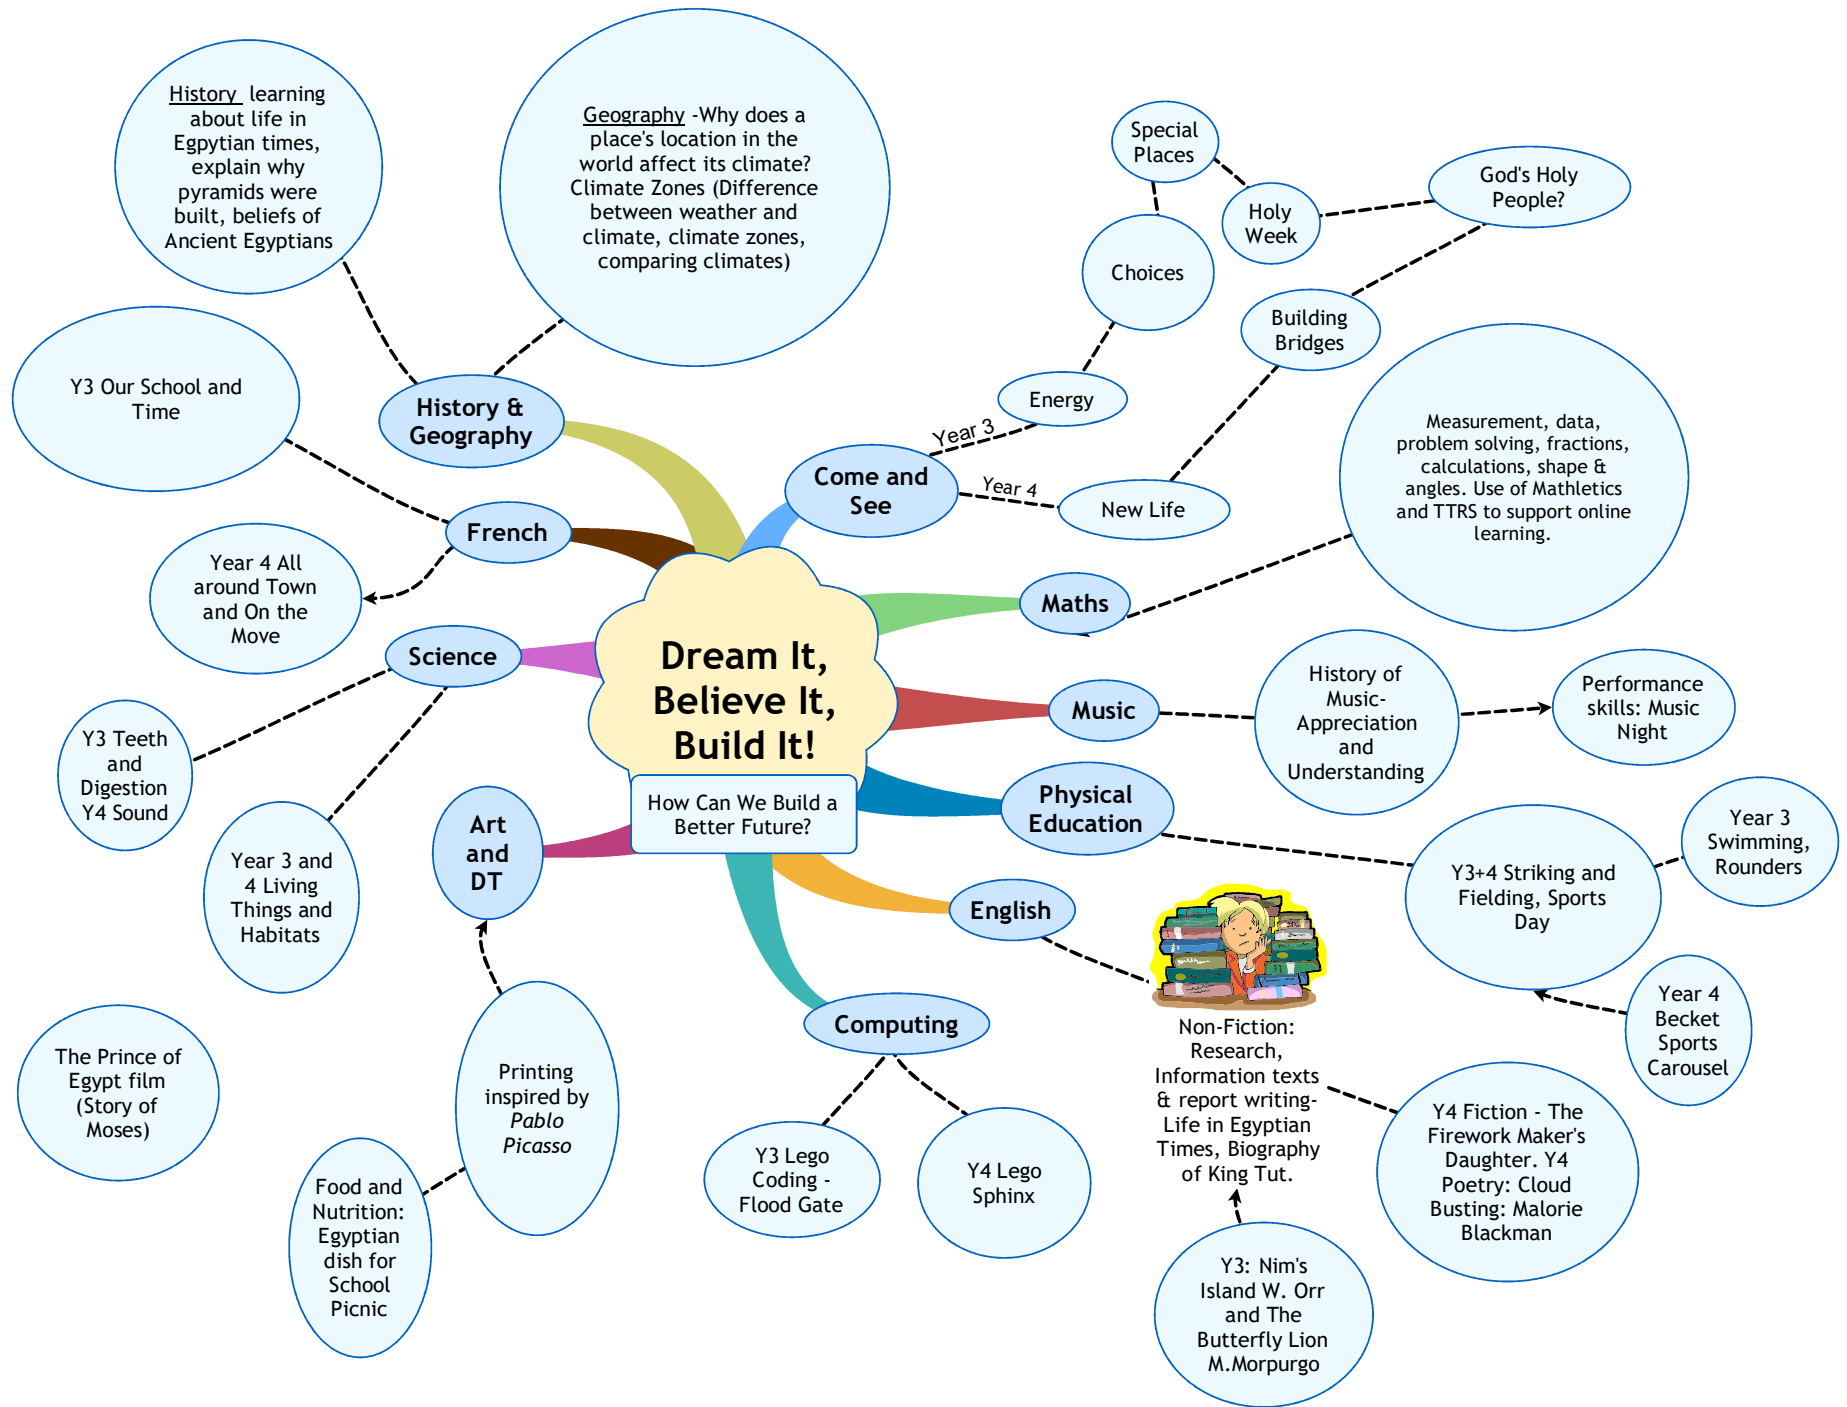 History  learning
about life in
Egpytian times,
explain why
pyramids were
built, beliefs of
Ancient Egyptians
Geography -Why does a
place's location in the
world affect its climate?
Climate Zones (Difference
between weather and
climate, climate zones,
comparing climates)
History &
Geography
Y3 Our School and
Time
French
Year 4 All
around Town
and On the
Move
Science
Y3 Teeth
and
Digestion
Y4 Sound
Year 3 and
4 Living
Things and
Habitats
Art
and
DT
Printing
inspired by
Pablo
Picasso
Food and
Nutrition:
Egyptian
dish for
School
Picnic
The Prince of
Egypt film
(Story of
Moses)
Dream It,
Believe It,
Build It!
How Can We Build a
Better Future?
Come and
See
Year 3
Energy
Choices
Special
Places
Holy
Week
God's Holy
People?
Building
Bridges
Year 4
New Life
Maths
Measurement, data,
problem solving, fractions,
calculations, shape &
angles. Use of Mathletics
and TTRS to support online
learning.
Music
History of
Music-
Appreciation
and
Understanding
Performance
skills: Music
Night
Physical
Education
Y3+4 Striking and
Fielding, Sports
Day
Year 3
Swimming,
Rounders
Year 4
Becket
Sports
Carousel
English
Non-Fiction:
Research,
Information texts
& report writing-
Life in Egyptian
Times, Biography
of King Tut.
Y4 Fiction - The
Firework Maker's
Daughter. Y4
Poetry: Cloud
Busting: Malorie
Blackman
Y3: Nim's
Island W. Orr
and The
Butterfly Lion
M.Morpurgo
Computing
Y3 Lego
Coding -
Flood Gate
Y4 Lego
Sphinx